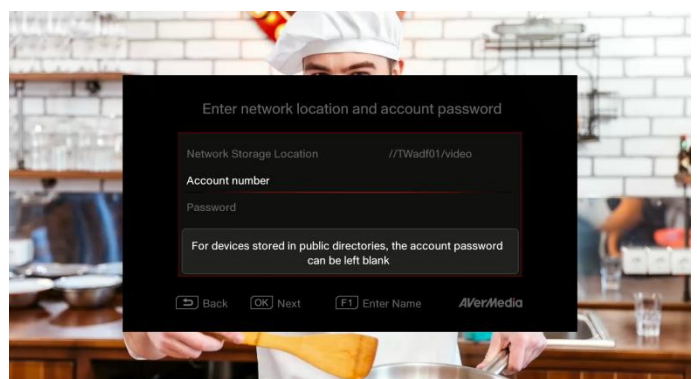 Enter network location and account password
Network Storage Location //TWadf01/video
Account number
Password
For devices stored in public directories, the account password
can be left blank
Back OK Next F1 Enter Name AVerMedia